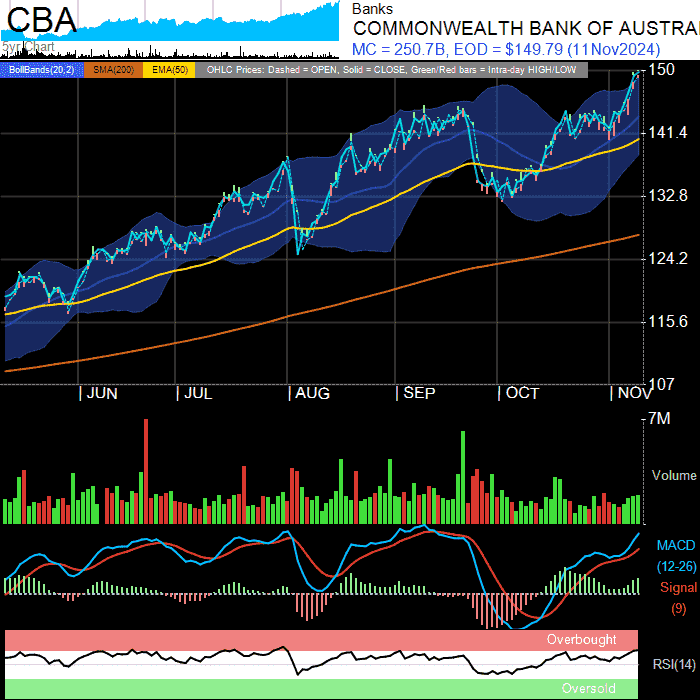 CBA
5yr Chart
Banks
COMMONWEALTH BANK OF AUSTRA
MC = 250.7B, EOD = $149.79 (11Nov2024)
BollBands(20,2) SMA(200) EMA(50) OHLC Prices: Dashed = OPEN, Solid = CLOSE, Green/Red bars = Intra-day HIGH/LOW
150
141.4
132.8
124.2
115.6
107
| JUN | JUL | AUG | SEP | OCT | NOV
7M
Volume
MACD
(12-26)
Signal
(9)
Overbought
RSI(14)
Oversold